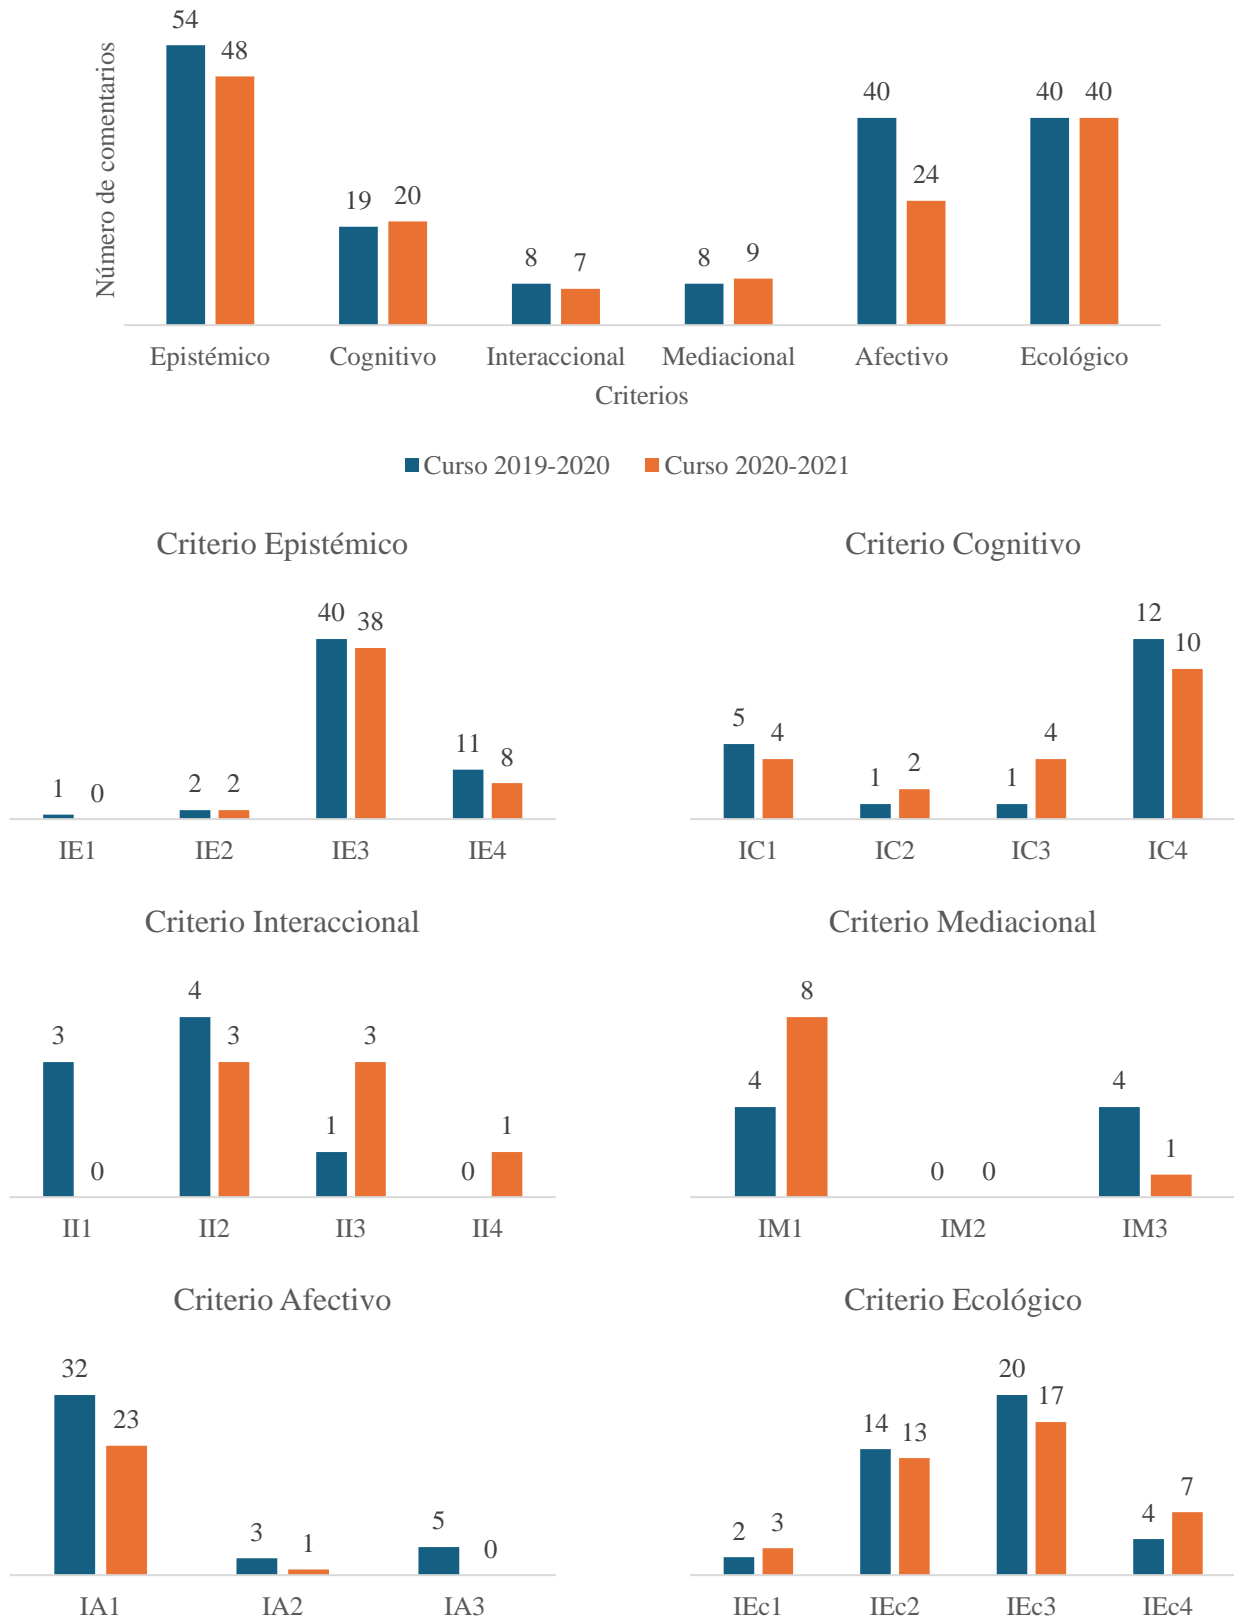 54
48
19
20
8
7
8
9
40
24
40
40
Número de comentarios
Epistémico Cognitivo Interaccional Mediacional Afectivo Ecológico
Criterios
Curso 2019-2020 Curso 2020-2021
Criterio Epistémico
1 0 2 2 40 38 11 8
IE1 IE2 IE3 IE4
Criterio Cognitivo
5 4 1 2 1 4 12 10
IC1 IC2 IC3 IC4
Criterio Interaccional
3 0 4 3 1 3 0 1
II1 II2 II3 II4
Criterio Mediacional
4 8 0 0 4 1
IM1 IM2 IM3
Criterio Afectivo
32 23 3 1 5 0
IA1 IA2 IA3
Criterio Ecológico
2 3 14 13 20 17 4 7
IEc1 IEc2 IEc3 IEc4